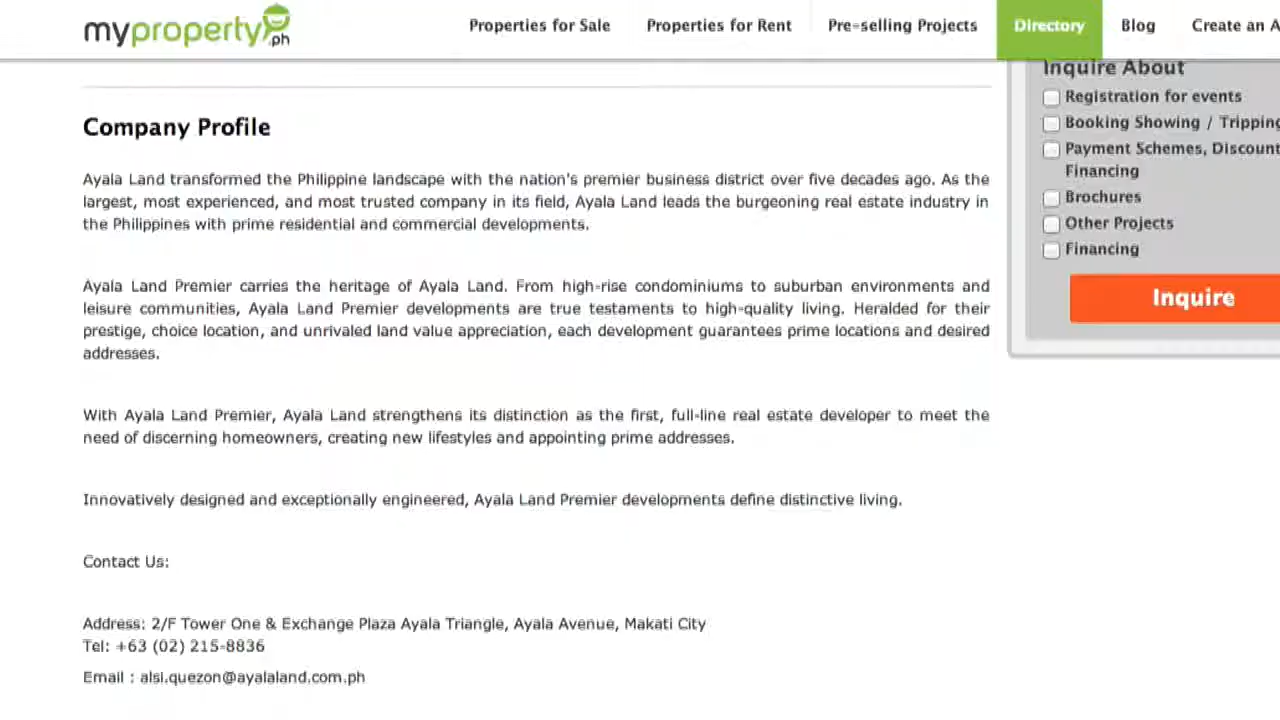 myproperty.ph
Properties for Sale
Properties for Rent
Pre-selling Projects
Directory
Blog
Create an A
Company Profile
Ayala Land transformed the Philippine landscape with the nation's premier business district over five decades ago. As the
largest, most experienced, and most trusted company in its field, Ayala Land leads the burgeoning real estate industry in
the Philippines with prime residential and commercial developments.
Ayala Land Premier carries the heritage of Ayala Land. From high-rise condominiums to suburban environments and
leisure communities, Ayala Land Premier developments are true testaments to high-quality living. Heralded for their
prestige, choice location, and unrivaled land value appreciation, each development guarantees prime locations and desired
addresses.
With Ayala Land Premier, Ayala Land strengthens its distinction as the first, full-line real estate developer to meet the
need of discerning homeowners, creating new lifestyles and appointing prime addresses.
Innovatively designed and exceptionally engineered, Ayala Land Premier developments define distinctive living.
Contact Us:
Address: 2/F Tower One & Exchange Plaza Ayala Triangle, Ayala Avenue, Makati City
Tel: +63 (02) 215-8836
Email : alsi.quezon@ayalaland.com.ph
Inquire About
Registration for events
Booking Showing / Tripping
Payment Schemes, Discount
Financing
Brochures
Other Projects
Financing
Inquire